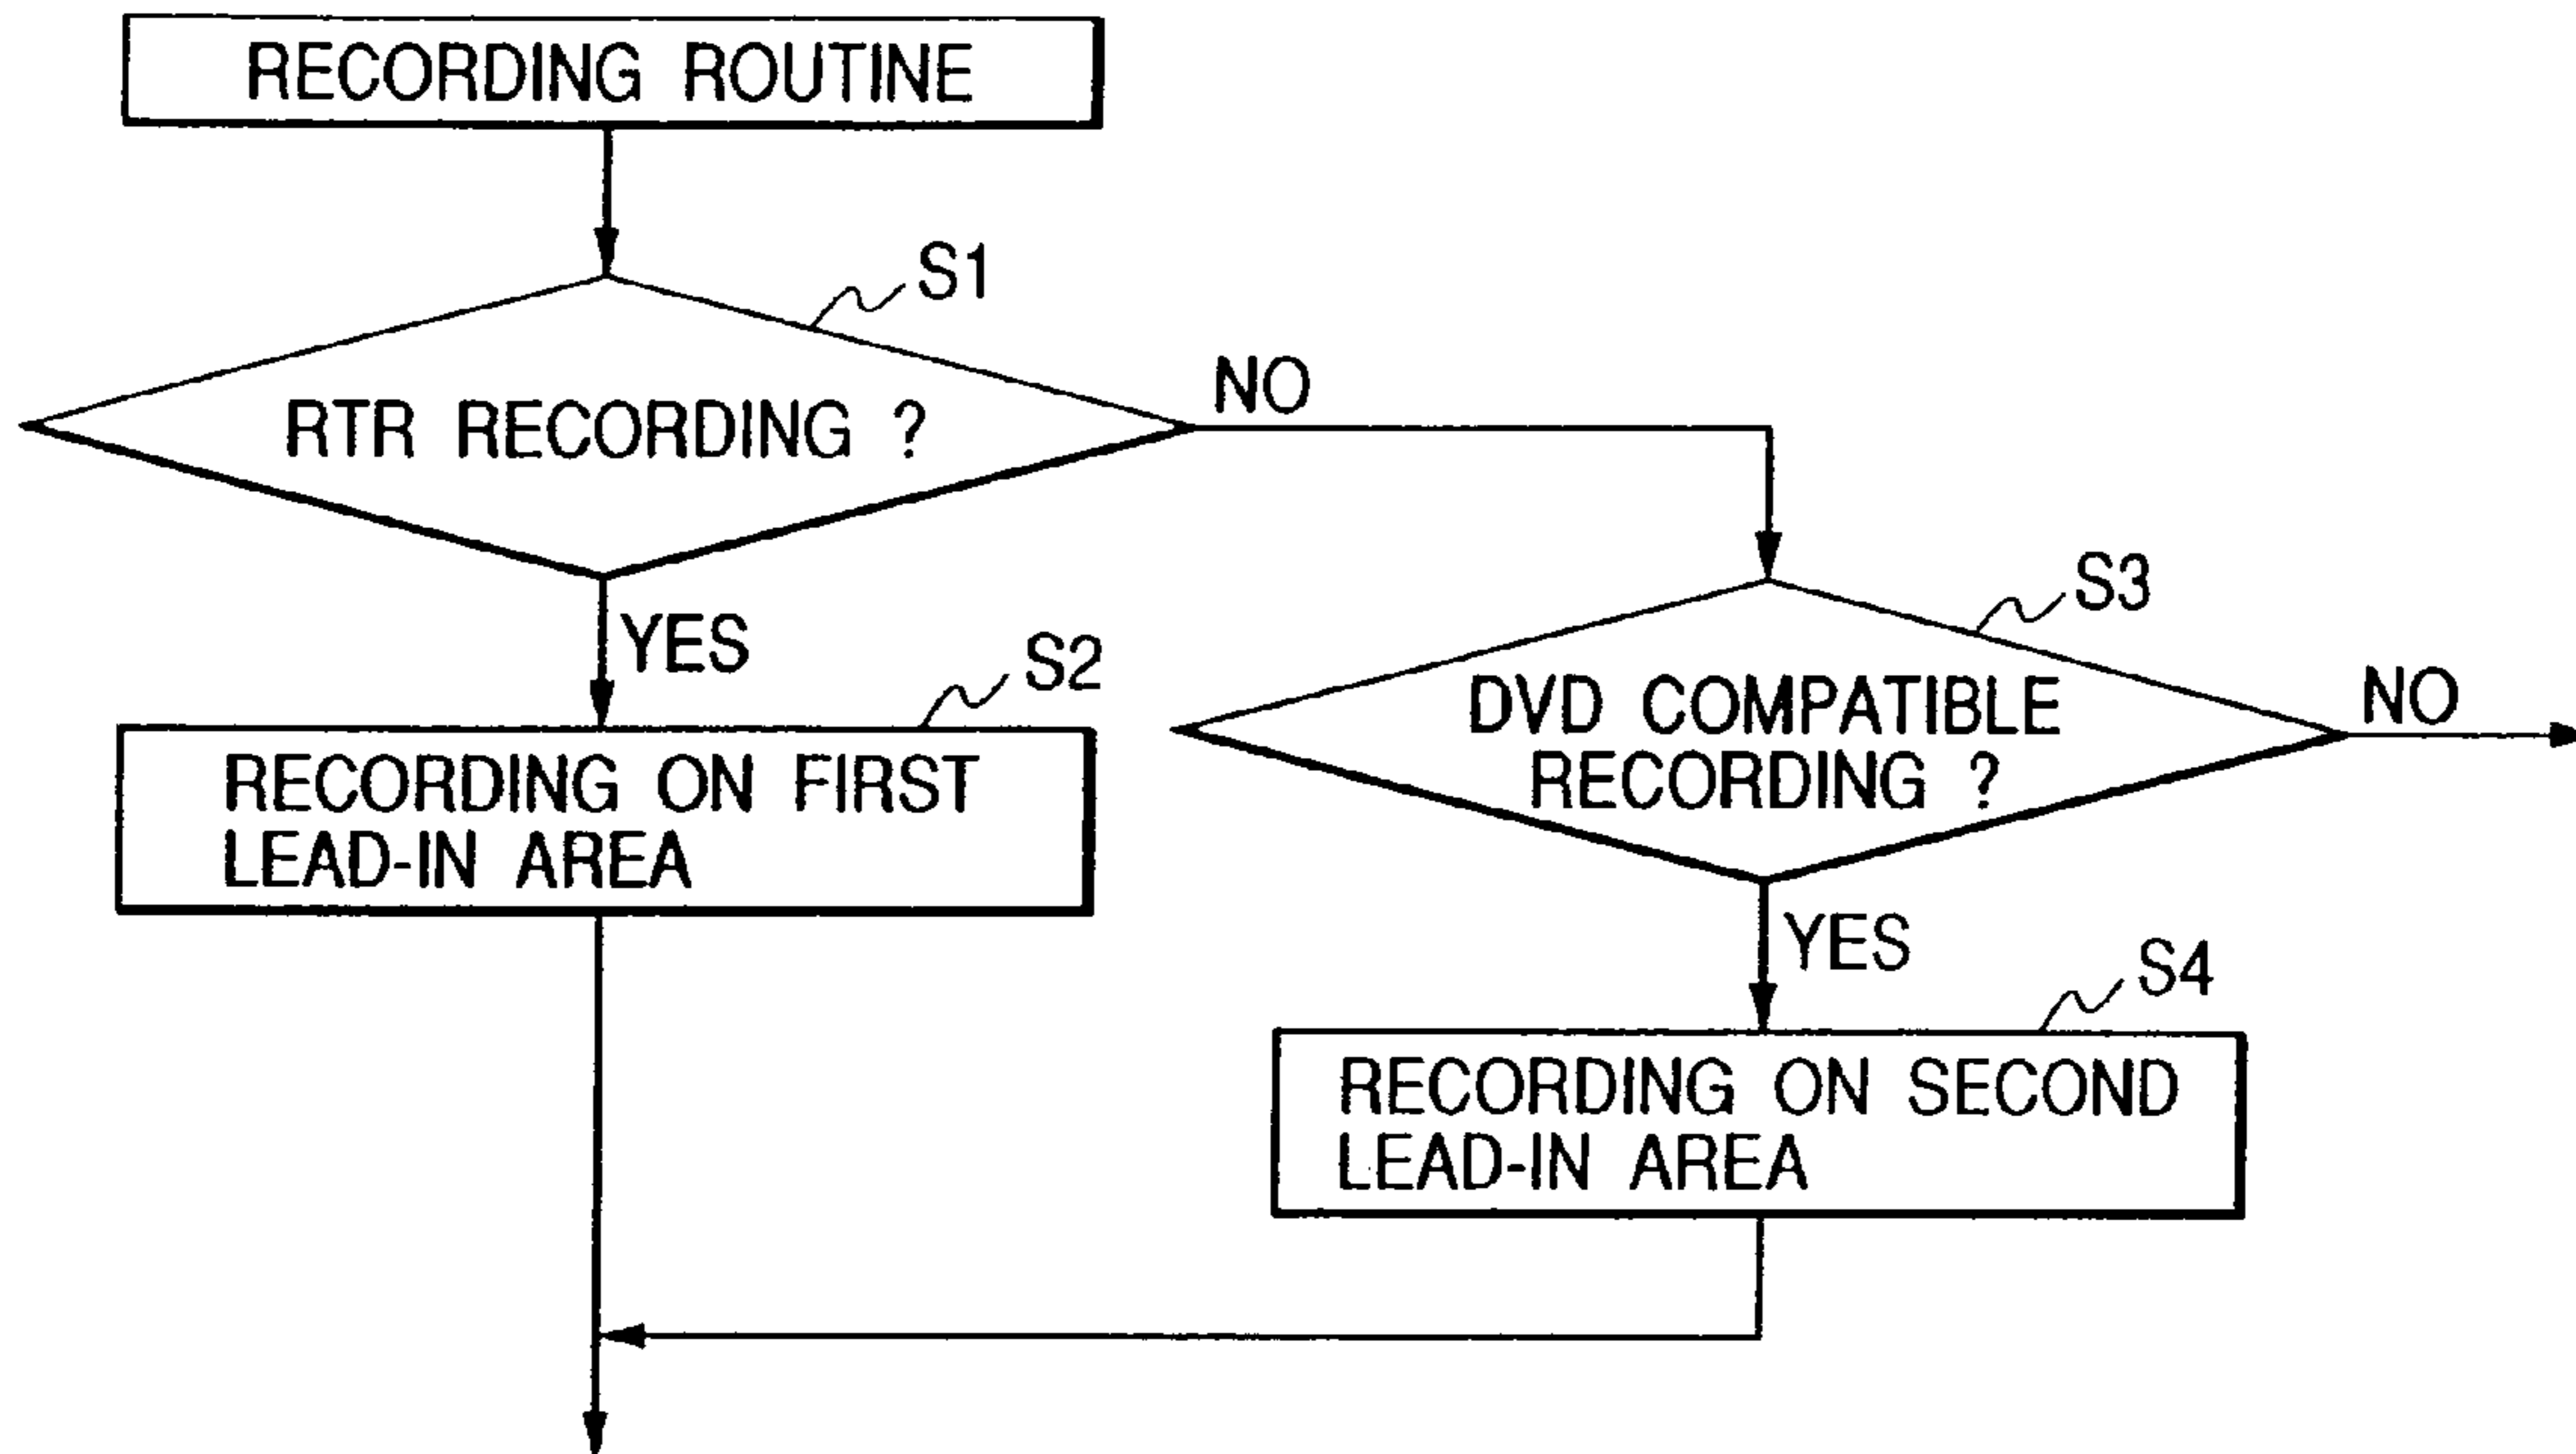 RECORDING ROUTINE
S1
RTR RECORDING ?
NO
YES
S2
RECORDING ON FIRST
LEAD-IN AREA
S3
DVD COMPATIBLE
RECORDING ?
NO
YES
S4
RECORDING ON SECOND
LEAD-IN AREA